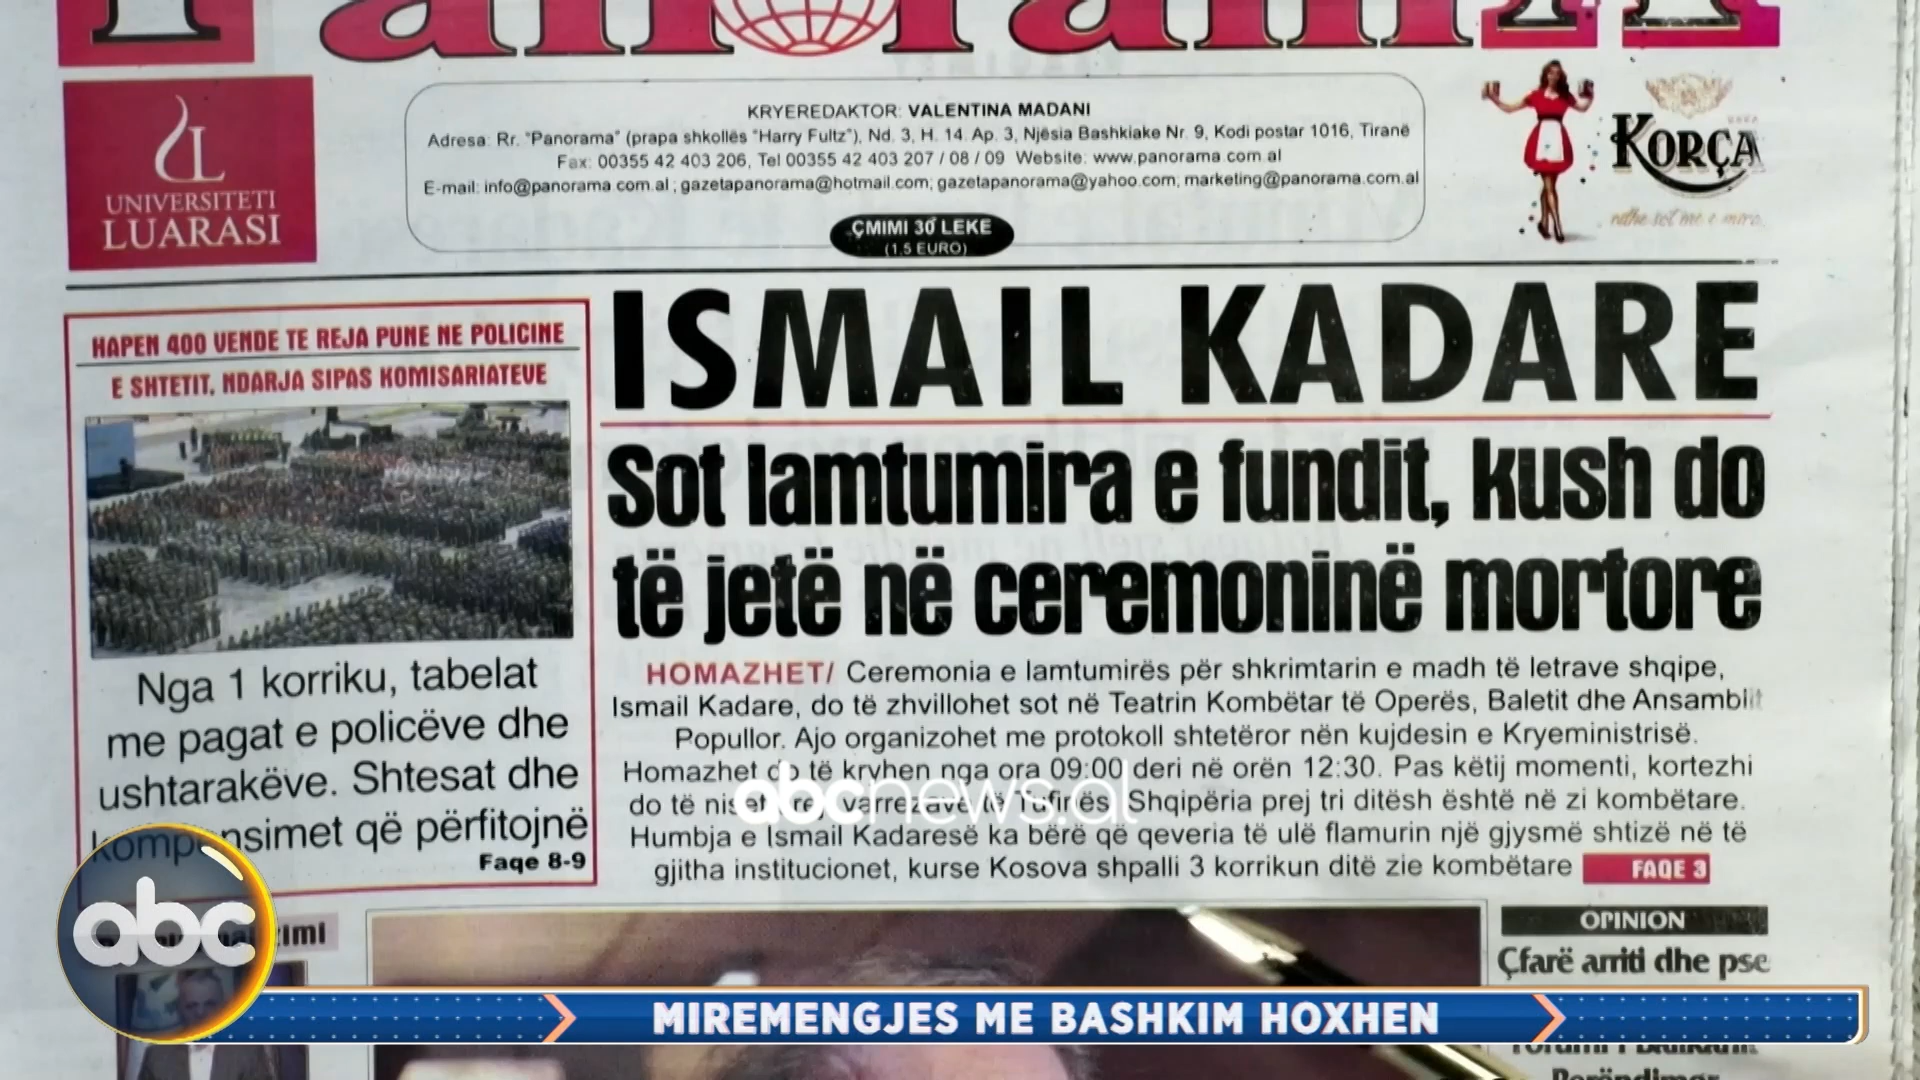 Panorama
UNIVERSITETI
LUARASI
KRYEREDAKTOR: VALENTINA MADANI
Adresa: Rr. "Panorama" (prapa shkollës "Harry Fultz"), Nd. 3, H. 14. Ap. 3, Njësia Bashkiake Nr. 9, Kodi postar 1016, Tiranë
Fax: 00355 42 403 206, Tel 00355 42 403 207 / 08 / 09 Website: www.panorama.com.al
E-mail: info@panorama.com.al ; gazetapanorama@hotmail.com; gazetapanorama@yahoo.com; marketing@panorama.com.al
ÇMIMI 30 LEKË
(1,5 EURO)
KORÇA
HAPEN 400 VENDE TE REJA PUNE NE POLICINE
E SHTETIT, NDARJA SIPAS KOMISARIATEVE
Nga 1 korriku, tabelat
me pagat e policëve dhe
ushtarakëve. Shtesat dhe
kompensimet që përfitojnë
Faqe 8-9
ISMAIL KADARE
Sot lamtumira e fundit, kush do
të jetë në ceremoninë mortore
HOMAZHET/ Ceremonia e lamtumirës për shkrimtarin e madh të letrave shqipe,
Ismail Kadare, do të zhvillohet sot në Teatrin Kombëtar të Operës, Baletit dhe Ansamblit
Popullor. Ajo organizohet me protokoll shtetëror nën kujdesin e Kryeministrisë.
Homazhet do të kryhen nga ora 09:00 deri në orën 12:30. Pas këtij momenti, kortezhi
do të niset drejt varrezave të Tufinës. Shqipëria prej tri ditësh është në zi kombëtare.
Humbja e Ismail Kadaresë ka bërë që qeveria të ulë flamurin një gjysmë shtizë në të
gjitha institucionet, kurse Kosova shpalli 3 korrikun ditë zie kombëtare FAQE 3
abcnews.al
OPINION
Çfarë arriti dhe pse
abc
MIREMENGJES ME BASHKIM HOXHEN